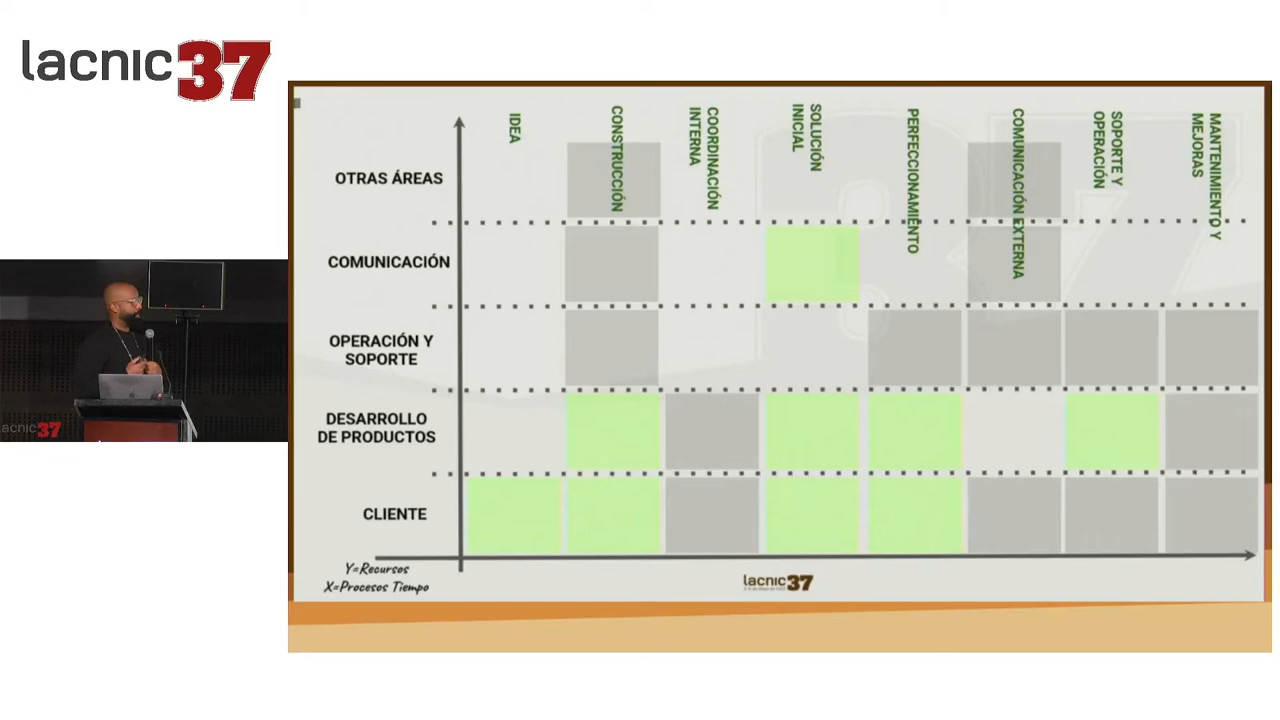 lacnic37
IDEA
CONSTRUCCIÓN
COORDINACIÓN
INTERNA
SOLUCIÓN
INICIAL
PERFECCIONAMIENTO
COMUNICACIÓN EXTERNA
SOPORTE Y
OPERACIÓN
MANTENIMIENTO Y
MEJORAS
OTRAS ÁREAS
COMUNICACIÓN
OPERACIÓN Y
SOPORTE
DESARROLLO
DE PRODUCTOS
CLIENTE
Y=Recursos
X=Procesos Tiempo
lacnic37
lacnic37